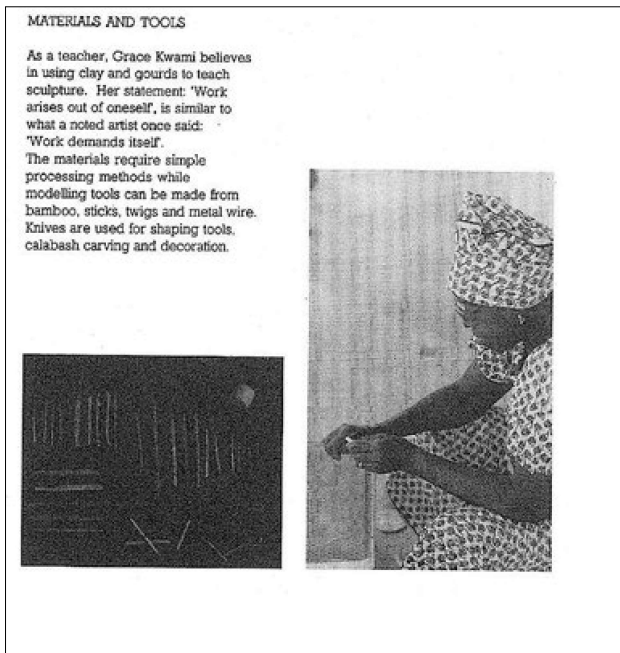 MATERIALS AND TOOLS
As a teacher, Grace Kwami believes
in using clay and gourds to teach
sculpture. Her statement: 'Work
arises out of oneself', is similar to
what a noted artist once said:
'Work demands itself'.
The materials require simple
processing methods while
modelling tools can be made from
bamboo, sticks, twigs and metal wire.
Knives are used for shaping tools,
calabash carving and decoration.